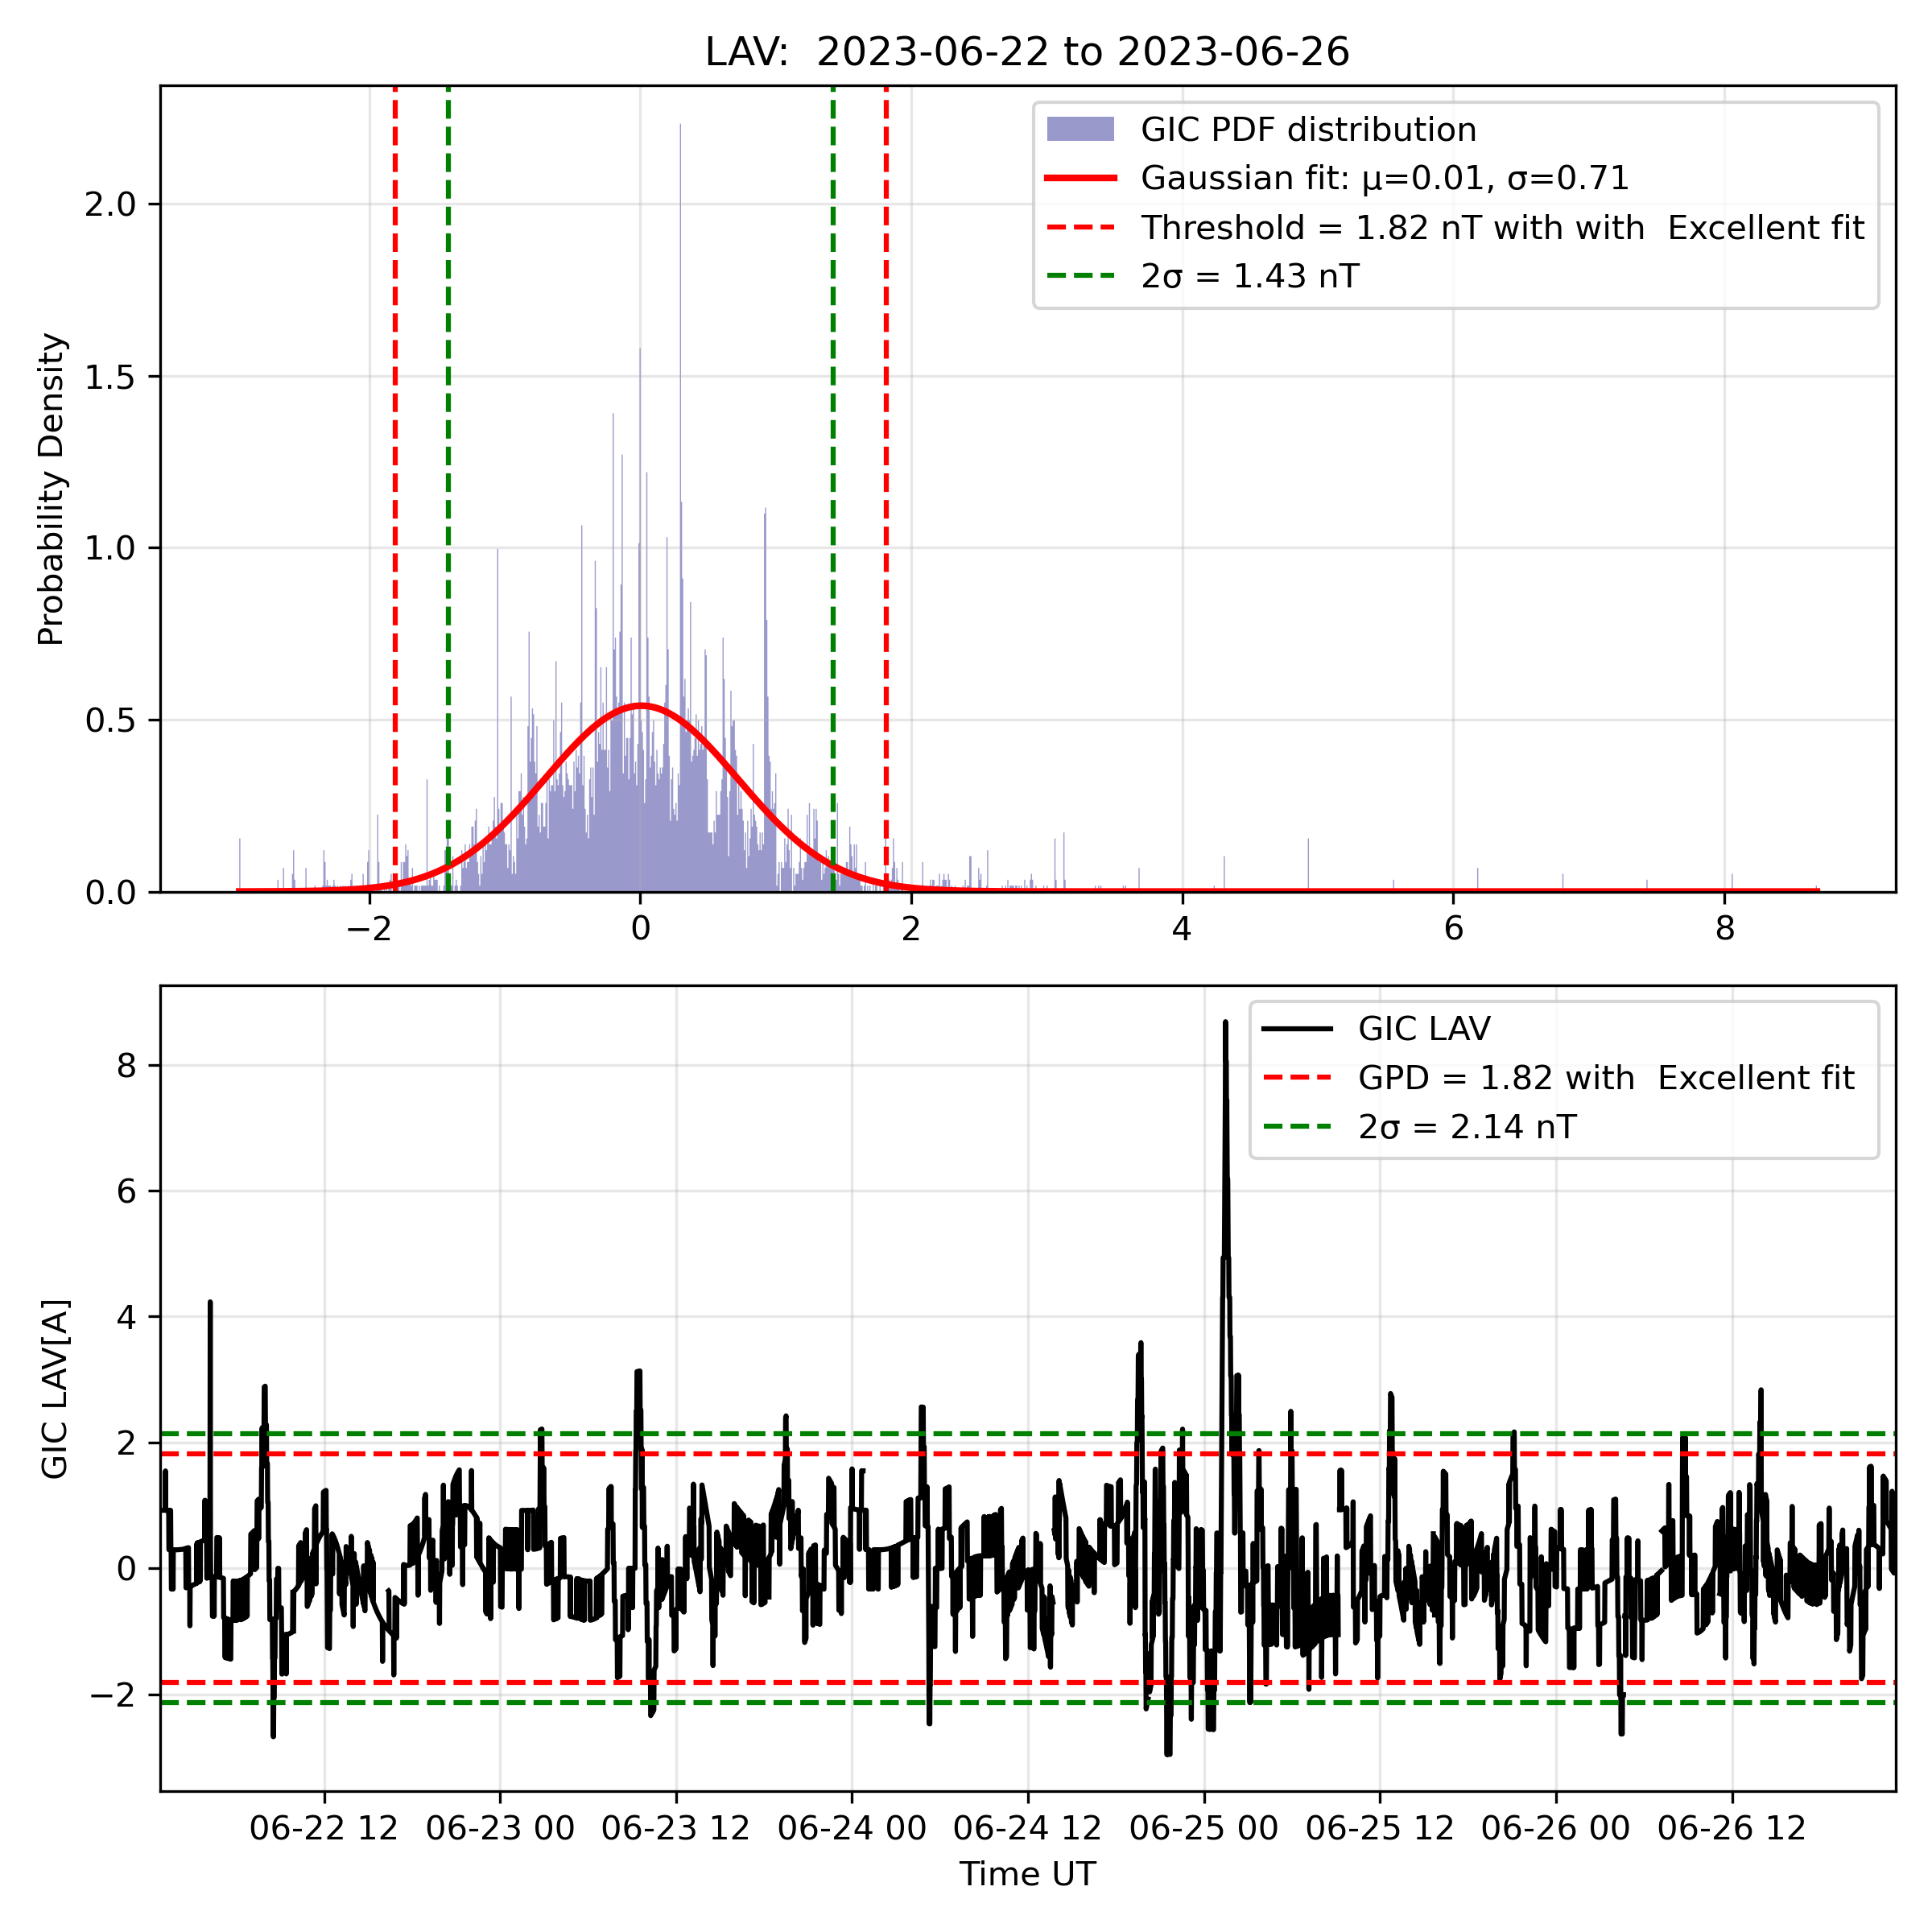 LAV:  2023-06-22 to 2023-06-26
Probability Density
2.0
1.5
1.0
0.5
0.0
GIC PDF distribution
Gaussian fit: μ=0.01, σ=0.71
Threshold = 1.82 nT with with  Excellent fit
2σ = 1.43 nT
−2 0 2 4 6 8
GIC LAV[A]
8
6
4
2
0
−2
GIC LAV
GPD = 1.82 with  Excellent fit
2σ = 2.14 nT
06-22 12 06-23 00 06-23 12 06-24 00 06-24 12 06-25 00 06-25 12 06-26 00 06-26 12
Time UT